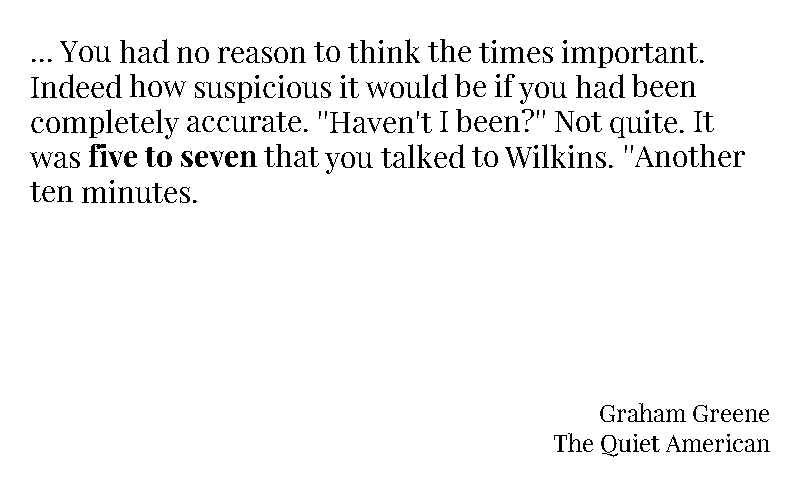 ... You had no reason to think the times important.
Indeed how suspicious it would be if you had been
completely accurate. "Haven't I been?" Not quite. It
was five to seven that you talked to Wilkins. "Another
ten minutes.
Graham Greene
The Quiet American